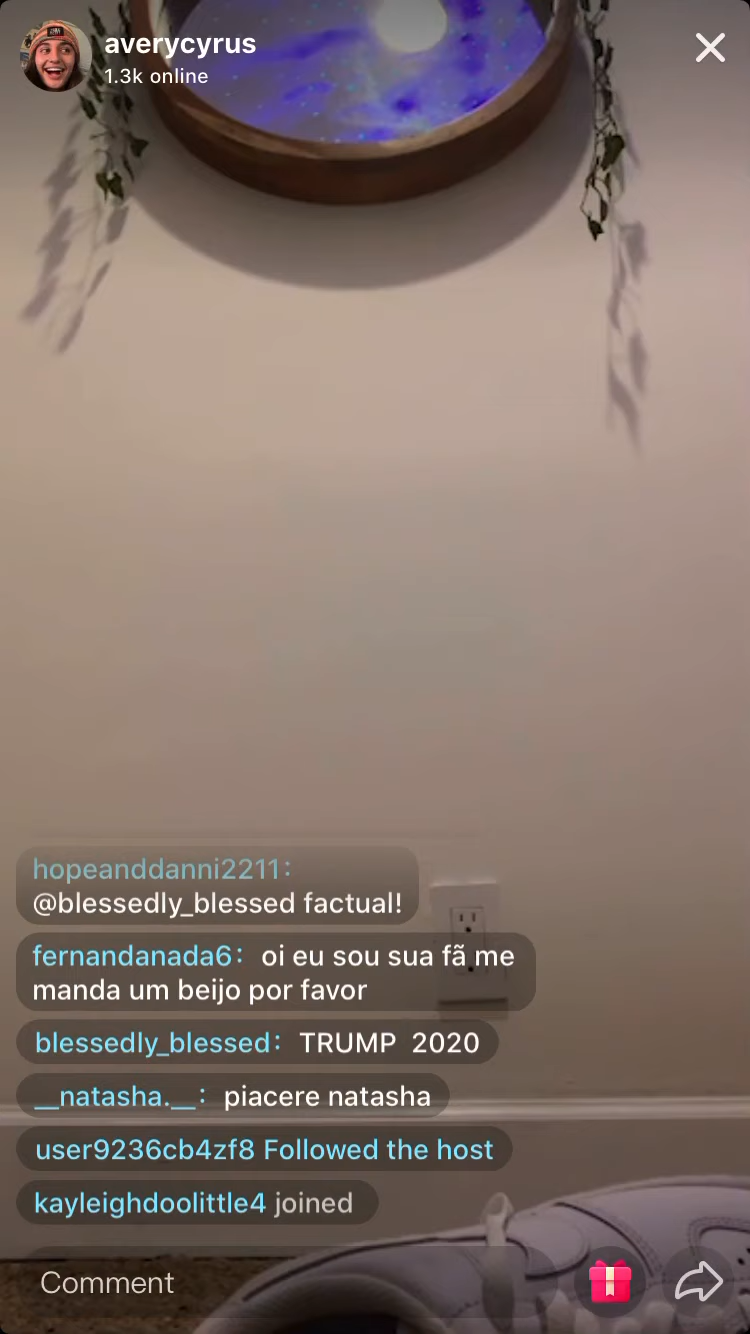 averycyrus
1.3k online
hopeanddanni2211:
@blessedly_blessed factual!
fernandanada6: oi eu sou sua fã me
manda um beijo por favor
blessedly_blessed: TRUMP 2020
__natasha.__: piacere natasha
user9236cb4zf8 Followed the host
kayleighdoolittle4 joined
Comment